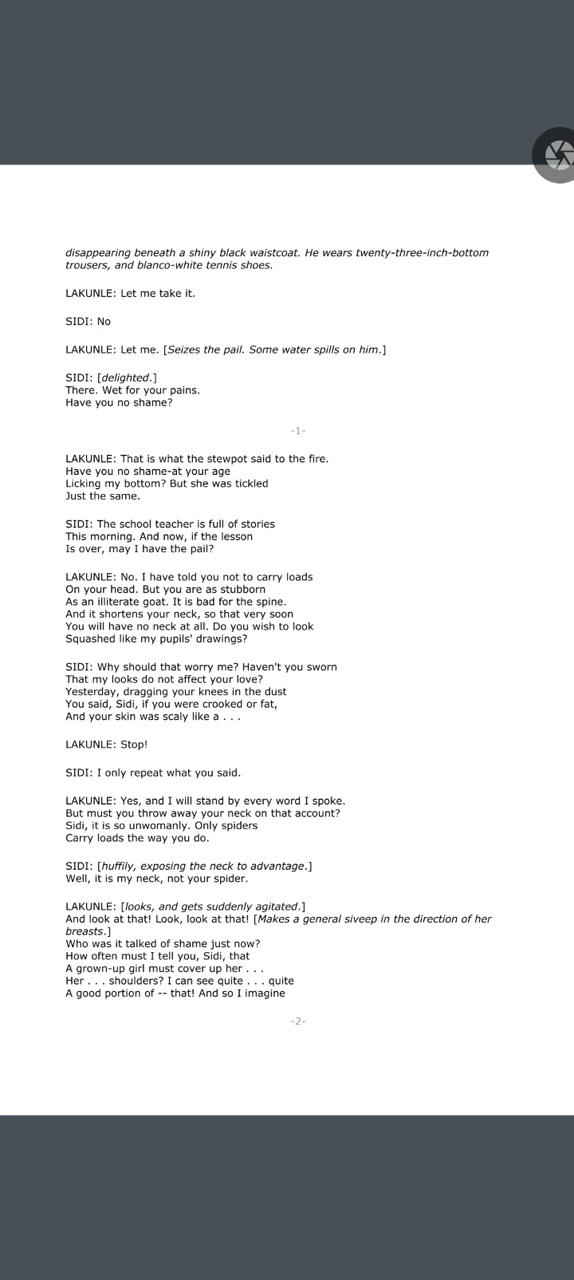 disappearing beneath a shiny black waistcoat. He wears twenty-three-inch-bottom
trousers, and blanco-white tennis shoes.
LAKUNLE: Let me take it.
SIDI: No
LAKUNLE: Let me. [Seizes the pail. Some water spills on him.]
SIDI: [delighted.]
There. Wet for your pains.
Have you no shame?
-1-
LAKUNLE: That is what the stewpot said to the fire.
Have you no shame-at your age
Licking my bottom? But she was tickled
Just the same.
SIDI: The school teacher is full of stories
This morning. And now, if the lesson
Is over, may I have the pail?
LAKUNLE: No. I have told you not to carry loads
On your head. But you are as stubborn
As an illiterate goat. It is bad for the spine.
And it shortens your neck, so that very soon
You will have no neck at all. Do you wish to look
Squashed like my pupils' drawings?
SIDI: Why should that worry me? Haven't you sworn
That my looks do not affect your love?
Yesterday, dragging your knees in the dust
You said, Sidi, if you were crooked or fat,
And your skin was scaly like a . . .
LAKUNLE: Stop!
SIDI: I only repeat what you said.
LAKUNLE: Yes, and I will stand by every word I spoke.
But must you throw away your neck on that account?
Sidi, it is so unwomanly. Only spiders
Carry loads the way you do.
SIDI: [huffily, exposing the neck to advantage.]
Well, it is my neck, not your spider.
LAKUNLE: [looks, and gets suddenly agitated.]
And look at that! Look, look at that! [Makes a general siveep in the direction of her
breasts.]
Who was it talked of shame just now?
How often must I tell you, Sidi, that
A grown-up girl must cover up her . . .
Her . . . shoulders? I can see quite . . . quite
A good portion of -- that! And so I imagine
-2-